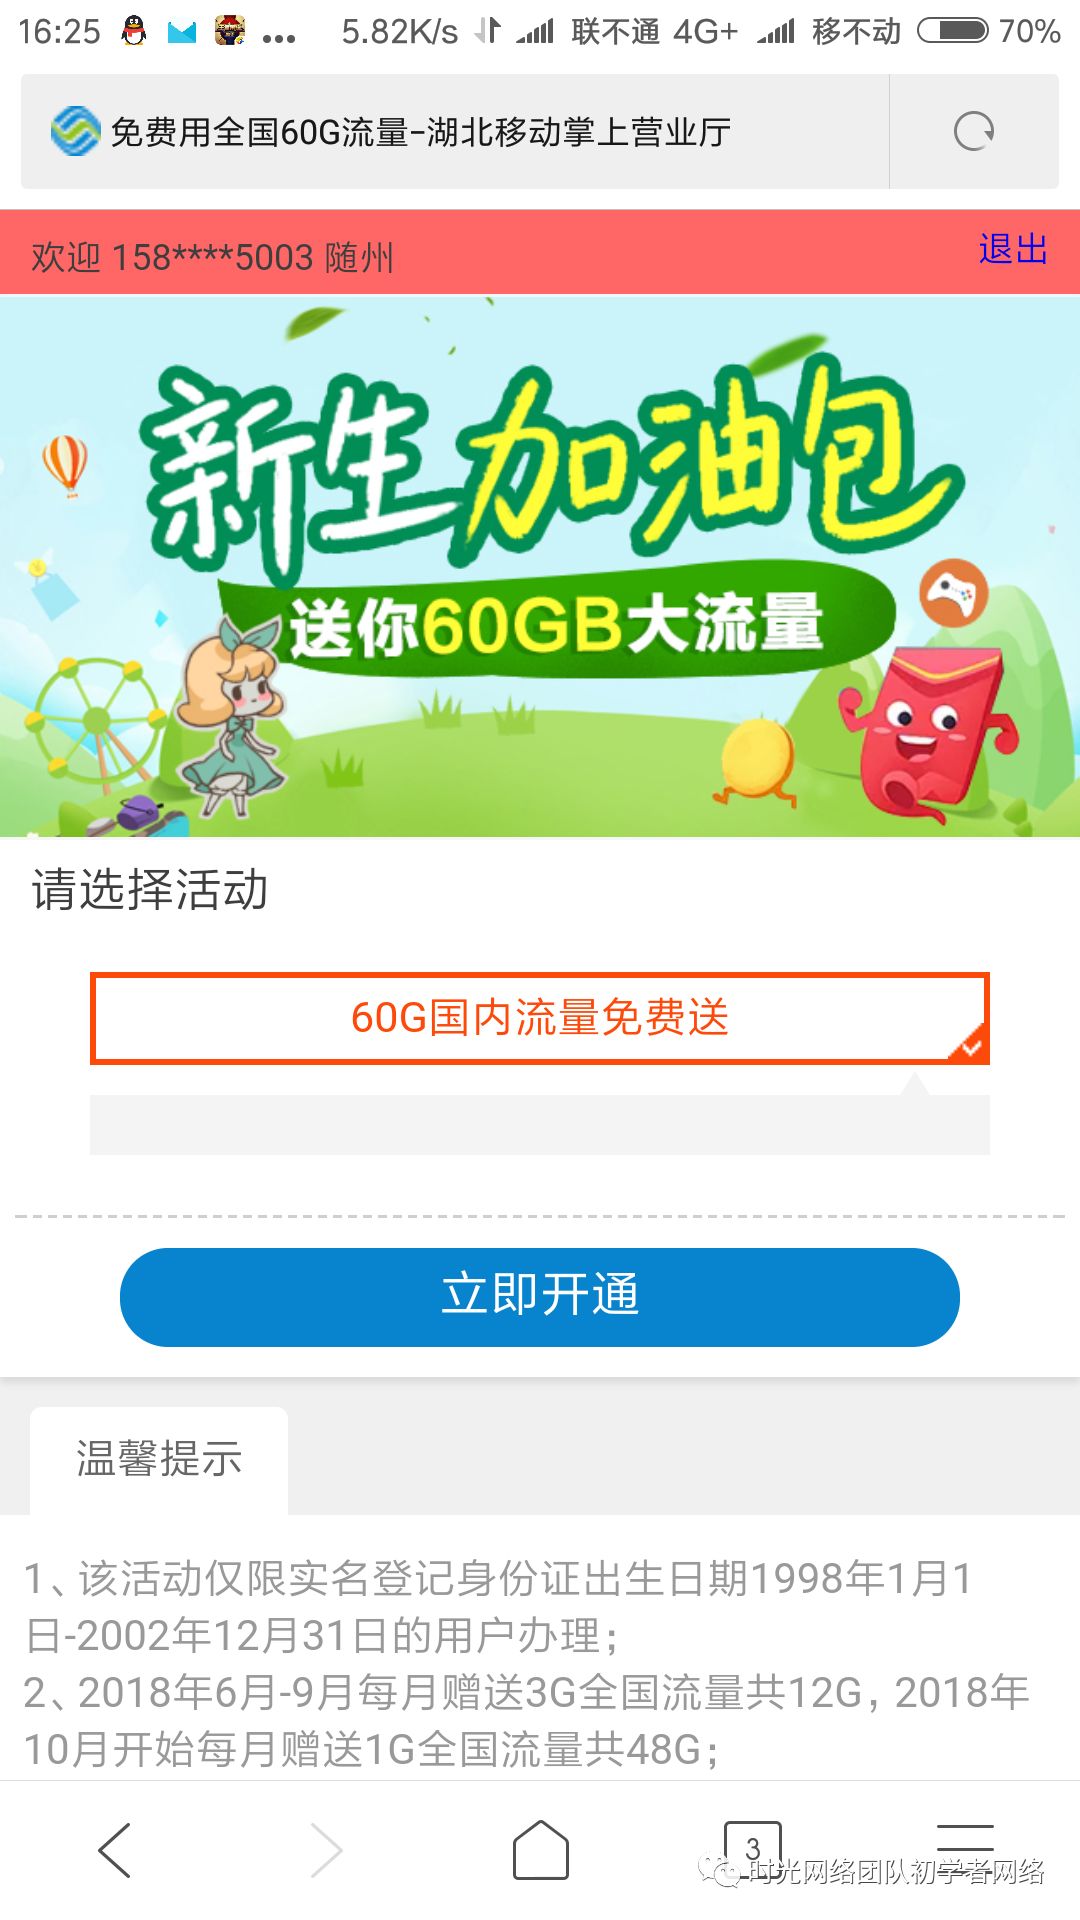 16:25 ... 5.82K/s 联不通 4G+ 移不动 70%
免费用全国60G流量-湖北移动掌上营业厅
欢迎 158****5003 随州 退出
新生加油包
送你60GB大流量
请选择活动
60G国内流量免费送
立即开通
温馨提示
1、该活动仅限实名登记身份证出生日期1998年1月1
日-2002年12月31日的用户办理；
2、2018年6月-9月每月赠送3G全国流量共12G，2018年
10月开始每月赠送1G全国流量共48G；
3
时光网络团队初学者网络